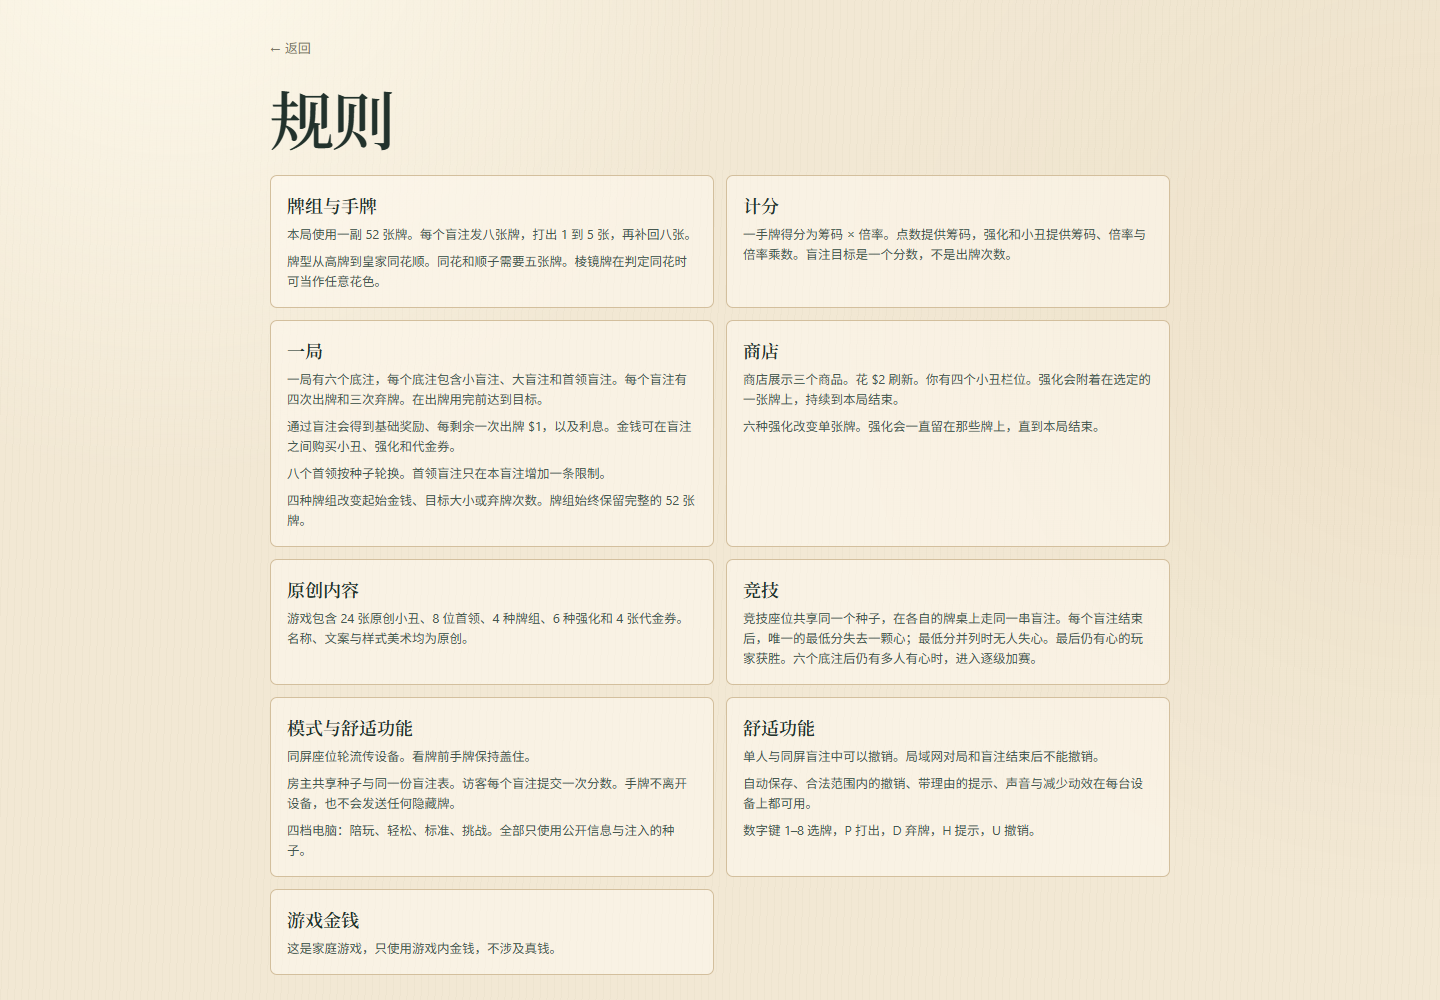 ← 返回
规则
牌组与手牌
本局使用一副 52 张牌。每个盲注发八张牌，打出 1 到 5 张，再补回八张。
牌型从高牌到皇家同花顺。同花和顺子需要五张牌。棱镜牌在判定同花时
可当作任意花色。
计分
一手牌得分为筹码 × 倍率。点数提供筹码，强化和小丑提供筹码、倍率与
倍率乘数。盲注目标是一个分数，不是出牌次数。
一局
一局有六个底注，每个底注包含小盲注、大盲注和首领盲注。每个盲注有
四次出牌和三次弃牌。在出牌用完前达到目标。
通过盲注会得到基础奖励、每剩余一次出牌 $1，以及利息。金钱可在盲注
之间购买小丑、强化和代金券。
八个首领按种子轮换。首领盲注只在本盲注增加一条限制。
四种牌组改变起始金钱、目标大小或弃牌次数。牌组始终保留完整的 52 张
牌。
商店
商店展示三个商品。花 $2 刷新。你有四个小丑栏位。强化会附着在选定的
一张牌上，持续到本局结束。
六种强化改变单张牌。强化会一直留在那些牌上，直到本局结束。
原创内容
游戏包含 24 张原创小丑、8 位首领、4 种牌组、6 种强化和 4 张代金券。
名称、文案与样式美术均为原创。
竞技
竞技座位共享同一个种子，在各自的牌桌上走同一串盲注。每个盲注结束
后，唯一的最低分失去一颗心；最低分并列时无人失心。最后仍有心的玩
家获胜。六个底注后仍有多人有心时，进入逐级加赛。
模式与舒适功能
同屏座位轮流传设备。看牌前手牌保持盖住。
房主共享种子与同一份盲注表。访客每个盲注提交一次分数。手牌不离开
设备，也不会发送任何隐藏牌。
四档电脑：陪玩、轻松、标准、挑战。全部只使用公开信息与注入的种
子。
舒适功能
单人与同屏盲注中可以撤销。局域网对局和盲注结束后不能撤销。
自动保存、合法范围内的撤销、带理由的提示、声音与减少动效在每台设
备上都可用。
数字键 1–8 选牌，P 打出，D 弃牌，H 提示，U 撤销。
游戏金钱
这是家庭游戏，只使用游戏内金钱，不涉及真钱。